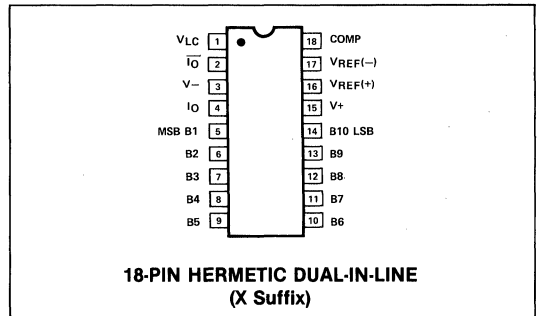 VLC 1 18 COMP
I̅O̅ 2 17 VREF(−)
V− 3 16 VREF(+)
IO 4 15 V+
MSB B1 5 14 B10 LSB
B2 6 13 B9
B3 7 12 B8
B4 8 11 B7
B5 9 10 B6
18-PIN HERMETIC DUAL-IN-LINE
(X Suffix)